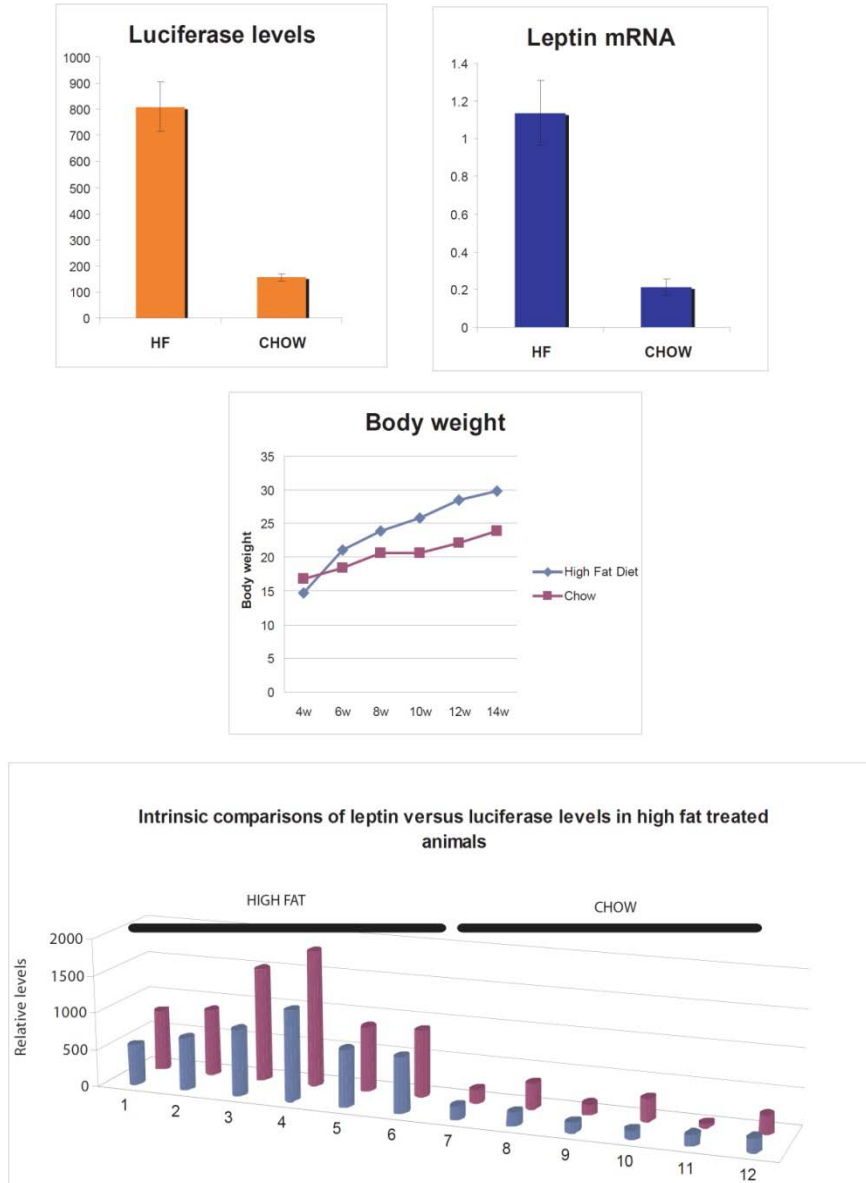 Luciferase levels
1000
900
800
700
600
500
400
300
200
100
0
HF CHOW
Leptin mRNA
1.4
1.2
1
0.8
0.6
0.4
0.2
0
HF CHOW
Body weight
35
30
25
20
15
10
5
0
Body weight
4w 6w 8w 10w 12w 14w
High Fat Diet
Chow
Intrinsic comparisons of leptin versus luciferase levels in high fat treated
animals
HIGH FAT CHOW
2000
1500
1000
500
0
Relative levels
1 2 3 4 5 6 7 8 9 10 11 12